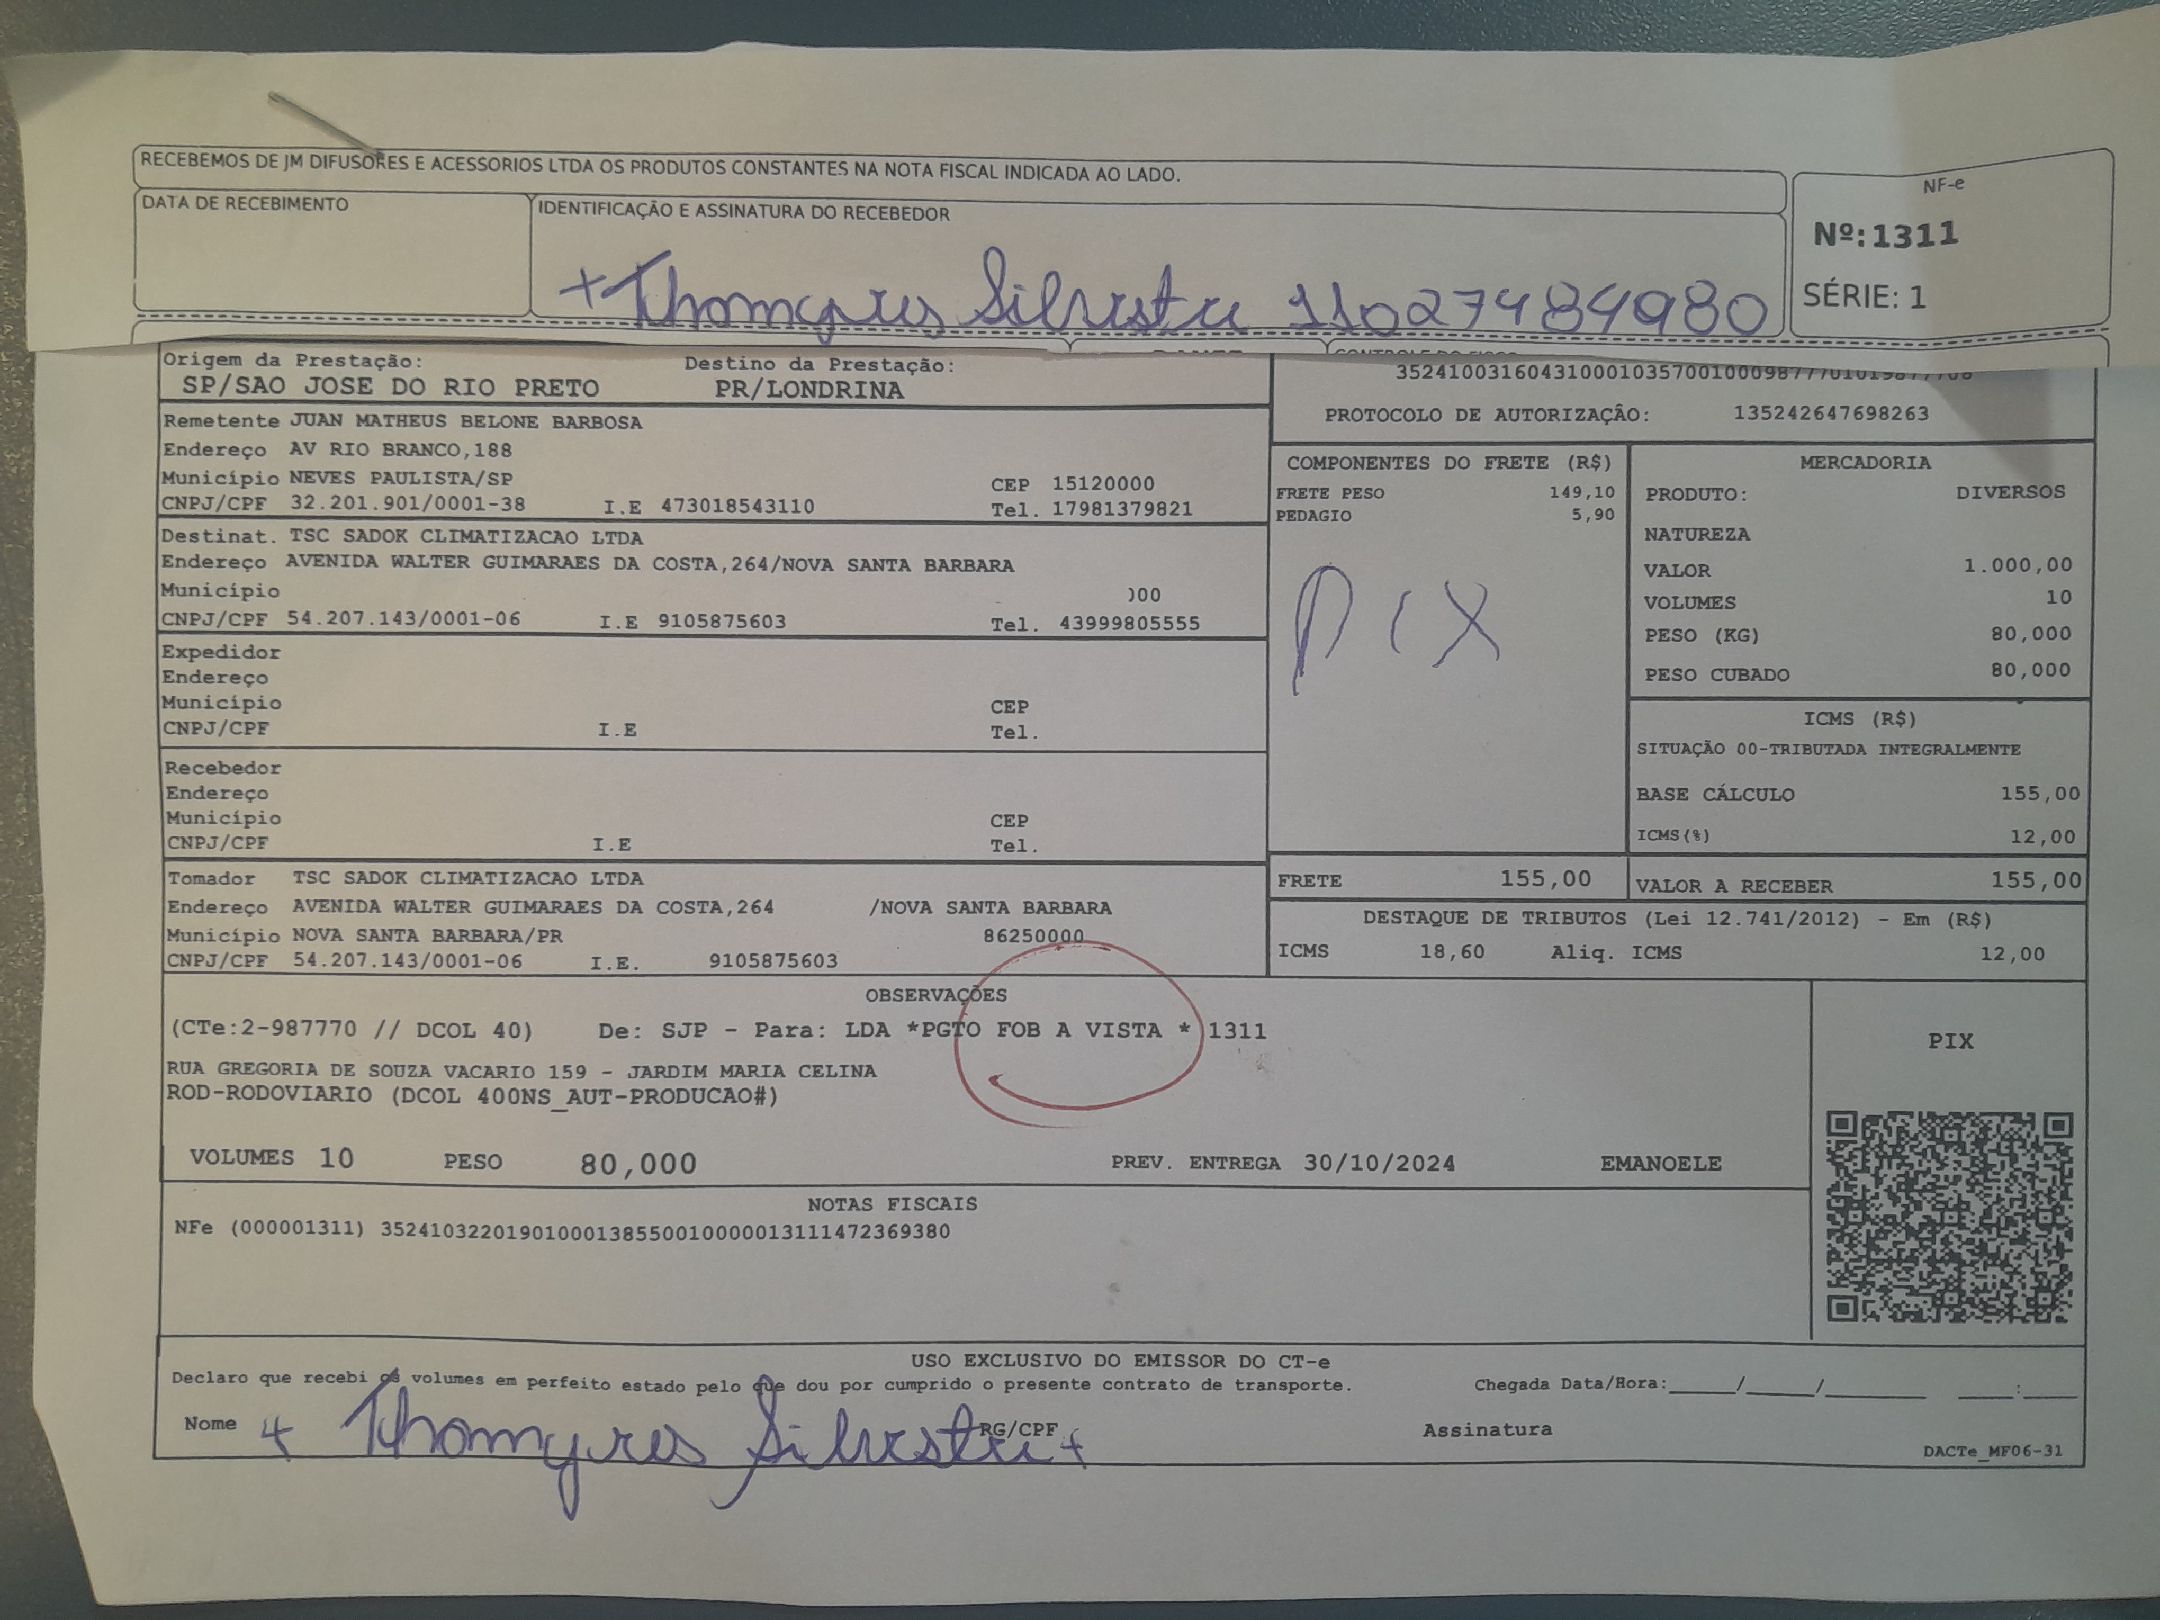 RECEBEMOS DE JM DIFUSORES E ACESSORIOS LTDA OS PRODUTOS CONSTANTES NA NOTA FISCAL INDICADA AO LADO.
DATA DE RECEBIMENTO
IDENTIFICAÇÃO E ASSINATURA DO RECEBEDOR
+ Thomyres Silvestre 11027484980
NF-e
Nº:1311
SÉRIE: 1
Origem da Prestação:
SP/SAO JOSE DO RIO PRETO
Destino da Prestação:
PR/LONDRINA
PROTOCOLO DE AUTORIZAÇÃO: 135242647698263
Remetente JUAN MATHEUS BELONE BARBOSA
Endereço AV RIO BRANCO,188
Município NEVES PAULISTA/SP CEP 15120000
CNPJ/CPF 32.201.901/0001-38 I.E 473018543110 Tel. 17981379821
Destinat. TSC SADOK CLIMATIZACAO LTDA
Endereço AVENIDA WALTER GUIMARAES DA COSTA,264/NOVA SANTA BARBARA
Município 000
CNPJ/CPF 54.207.143/0001-06 I.E 9105875603 Tel. 43999805555
Expedidor
Endereço
Município CEP
CNPJ/CPF I.E Tel.
Recebedor
Endereço
Município CEP
CNPJ/CPF I.E Tel.
Tomador TSC SADOK CLIMATIZACAO LTDA
Endereço AVENIDA WALTER GUIMARAES DA COSTA,264 /NOVA SANTA BARBARA
Município NOVA SANTA BARBARA/PR 86250000
CNPJ/CPF 54.207.143/0001-06 I.E. 9105875603
COMPONENTES DO FRETE (R$)
FRETE PESO 149,10
PEDAGIO 5,90
PIX
MERCADORIA
PRODUTO: DIVERSOS
NATUREZA
VALOR 1.000,00
VOLUMES 10
PESO (KG) 80,000
PESO CUBADO 80,000
ICMS (R$)
SITUAÇÃO 00-TRIBUTADA INTEGRALMENTE
BASE CÁLCULO 155,00
ICMS(%) 12,00
FRETE 155,00
VALOR A RECEBER 155,00
DESTAQUE DE TRIBUTOS (Lei 12.741/2012) - Em (R$)
ICMS 18,60 Aliq. ICMS 12,00
OBSERVAÇÕES
(CTe:2-987770 // DCOL 40) De: SJP - Para: LDA *PGTO FOB A VISTA * 1311
RUA GREGORIA DE SOUZA VACARIO 159 - JARDIM MARIA CELINA
ROD-RODOVIARIO (DCOL 400NS_AUT-PRODUCAO#)
VOLUMES 10 PESO 80,000 PREV. ENTREGA 30/10/2024 EMANOELE
PIX
NOTAS FISCAIS
NFe (000001311) 35241032201901000138550010000013111472369380
USO EXCLUSIVO DO EMISSOR DO CT-e
Declaro que recebi os volumes em perfeito estado pelo que dou por cumprido o presente contrato de transporte. Chegada Data/Hora:_____/_____/_______ ____:____
Nome + Thomyres Silvestre RG/CPF + Assinatura
DACTe_MF06-31